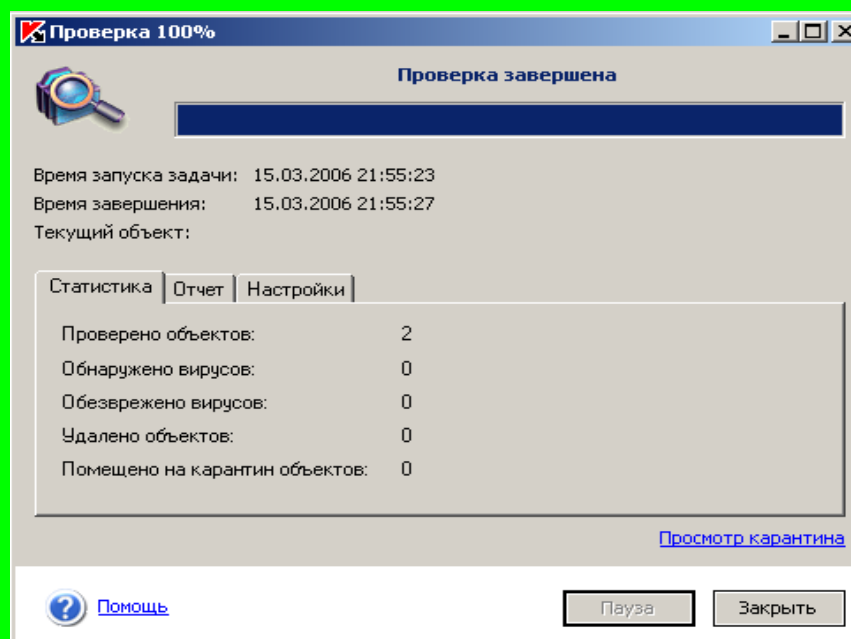 Проверка 100%
Проверка завершена
Время запуска задачи: 15.03.2006 21:55:23
Время завершения: 15.03.2006 21:55:27
Текущий объект:
Статистика Отчет Настройки
Проверено объектов: 2
Обнаружено вирусов: 0
Обезврежено вирусов: 0
Удалено объектов: 0
Помещено на карантин объектов: 0
Просмотр карантина
Помощь Пауза Закрыть